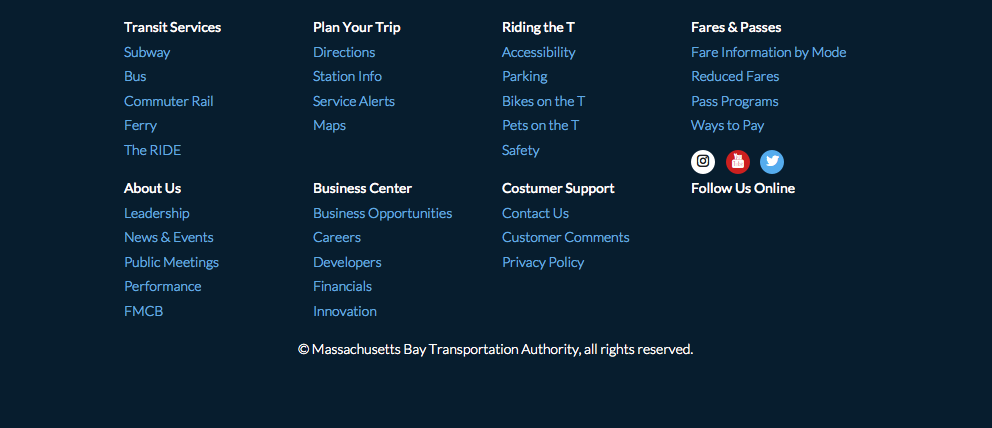 Transit Services
Subway
Bus
Commuter Rail
Ferry
The RIDE
Plan Your Trip
Directions
Station Info
Service Alerts
Maps
Riding the T
Accessibility
Parking
Bikes on the T
Pets on the T
Safety
Fares & Passes
Fare Information by Mode
Reduced Fares
Pass Programs
Ways to Pay
About Us
Leadership
News & Events
Public Meetings
Performance
FMCB
Business Center
Business Opportunities
Careers
Developers
Financials
Innovation
Costumer Support
Contact Us
Customer Comments
Privacy Policy
Follow Us Online
© Massachusetts Bay Transportation Authority, all rights reserved.